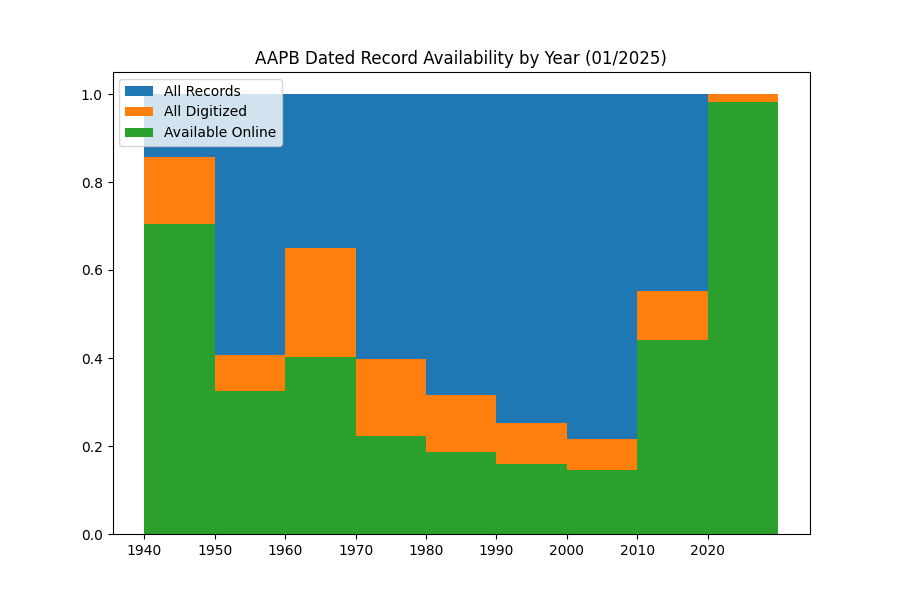 AAPB Dated Record Availability by Year (01/2025)
All Records
All Digitized
Available Online
1.0
0.8
0.6
0.4
0.2
0.0
1940 1950 1960 1970 1980 1990 2000 2010 2020